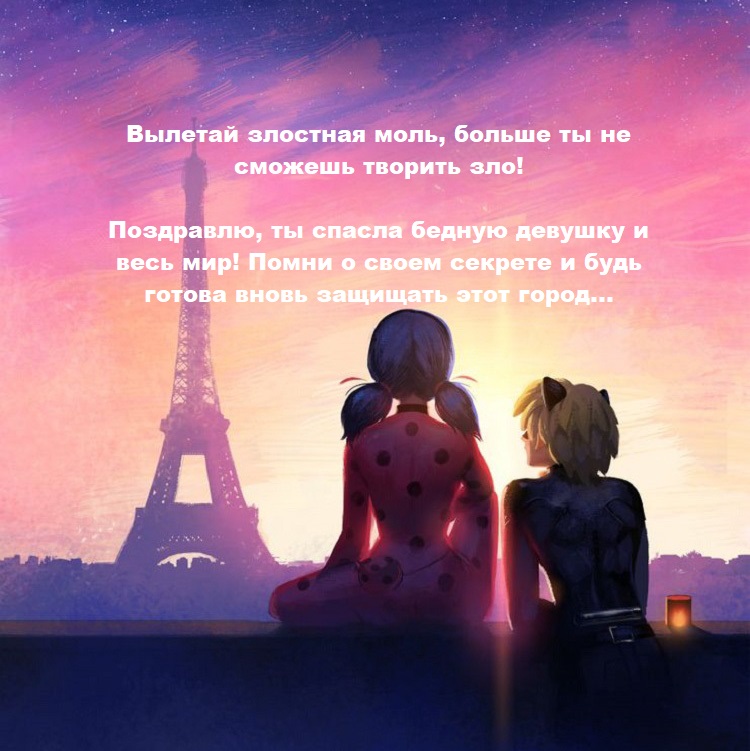 Вылетай злостная моль, больше ты не
сможешь творить зло!
Поздравлю, ты спасла бедную девушку и
весь мир! Помни о своем секрете и будь
готова вновь защищать этот город...